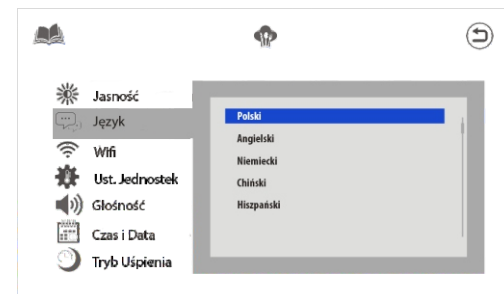 Jasność
Język
Wifi
Ust. Jednostek
Głośność
Czas i Data
Tryb Uśpienia
Polski
Angielski
Niemiecki
Chiński
Hiszpański